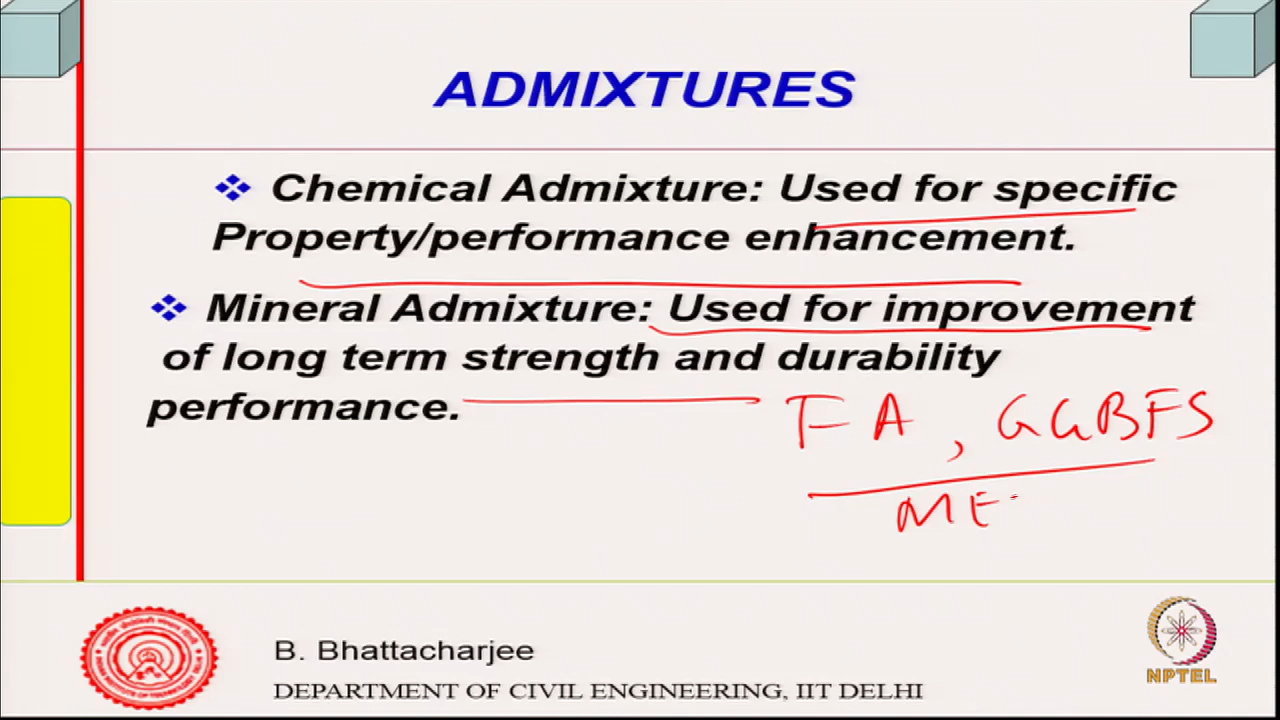 ADMIXTURES
❖ Chemical Admixture: Used for specific
Property/performance enhancement.
❖ Mineral Admixture: Used for improvement
of long term strength and durability
performance.
FA, GGBFS
ME
B. Bhattacharjee
DEPARTMENT OF CIVIL ENGINEERING, IIT DELHI
NPTEL